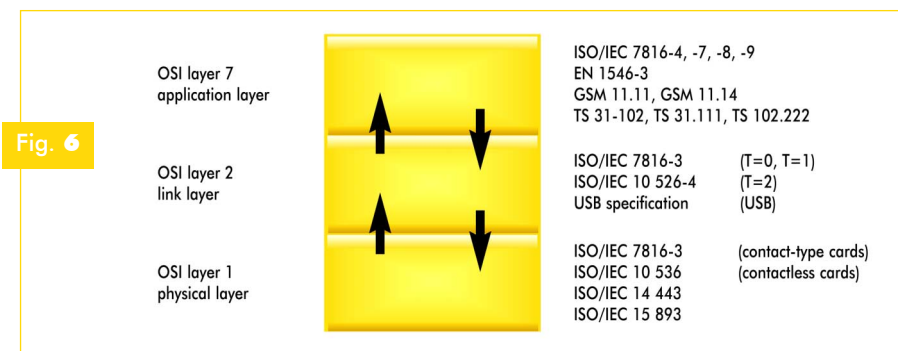 Fig. 6
OSI layer 7
application layer
ISO/IEC 7816-4, -7, -8, -9
EN 1546-3
GSM 11.11, GSM 11.14
TS 31-102, TS 31.111, TS 102.222
OSI layer 2
link layer
ISO/IEC 7816-3 (T=0, T=1)
ISO/IEC 10 526-4 (T=2)
USB specification (USB)
OSI layer 1
physical layer
ISO/IEC 7816-3 (contact-type cards)
ISO/IEC 10 536 (contactless cards)
ISO/IEC 14 443
ISO/IEC 15 893